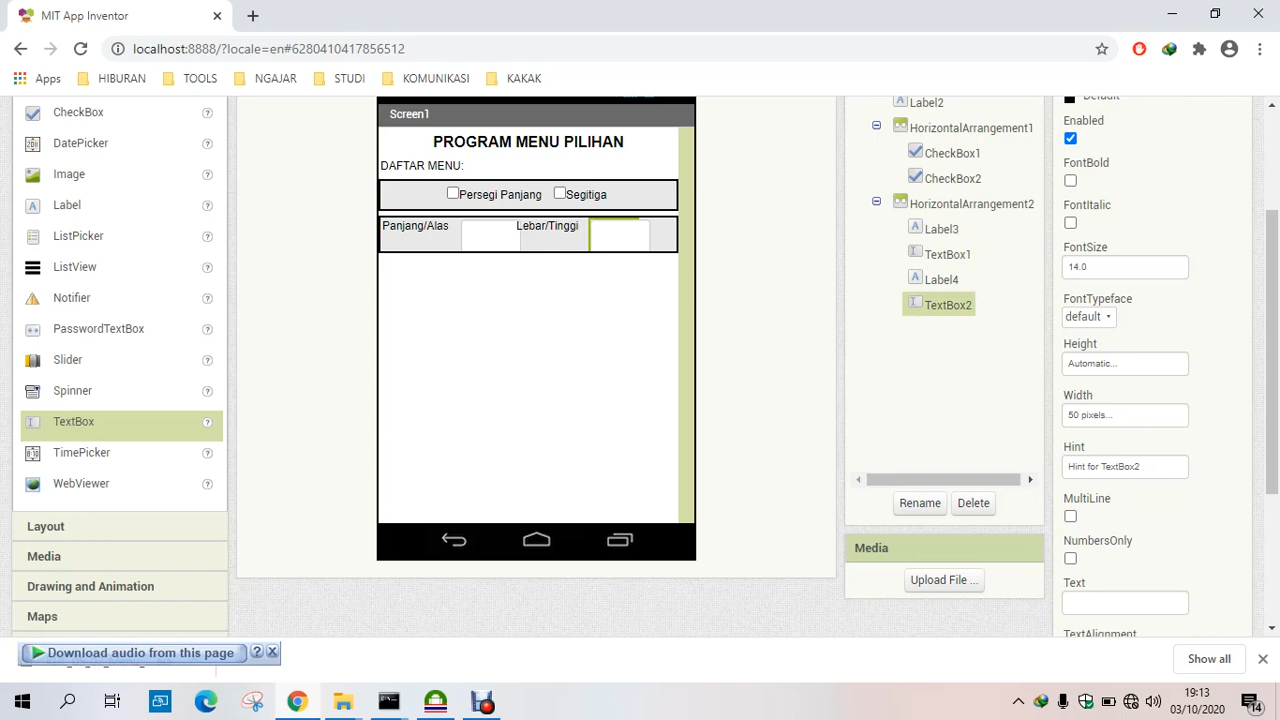 MIT App Inventor
localhost:8888/?locale=en#6280410417856512
Apps HIBURAN TOOLS NGAJAR STUDI KOMUNIKASI KAKAK
CheckBox
DatePicker
Image
Label
ListPicker
ListView
Notifier
PasswordTextBox
Slider
Spinner
TextBox
TimePicker
WebViewer
Layout
Media
Drawing and Animation
Maps
Screen1
PROGRAM MENU PILIHAN
DAFTAR MENU:
Persegi Panjang Segitiga
Panjang/Alas Lebar/Tinggi
Label2
HorizontalArrangement1
CheckBox1
CheckBox2
HorizontalArrangement2
Label3
TextBox1
Label4
TextBox2
Rename Delete
Media
Upload File ...
Default
Enabled
FontBold
FontItalic
FontSize
14.0
FontTypeface
default
Height
Automatic...
Width
50 pixels...
Hint
Hint for TextBox2
MultiLine
NumbersOnly
Text
TextAlignment
Download audio from this page
Show all
19:13
03/10/2020
14